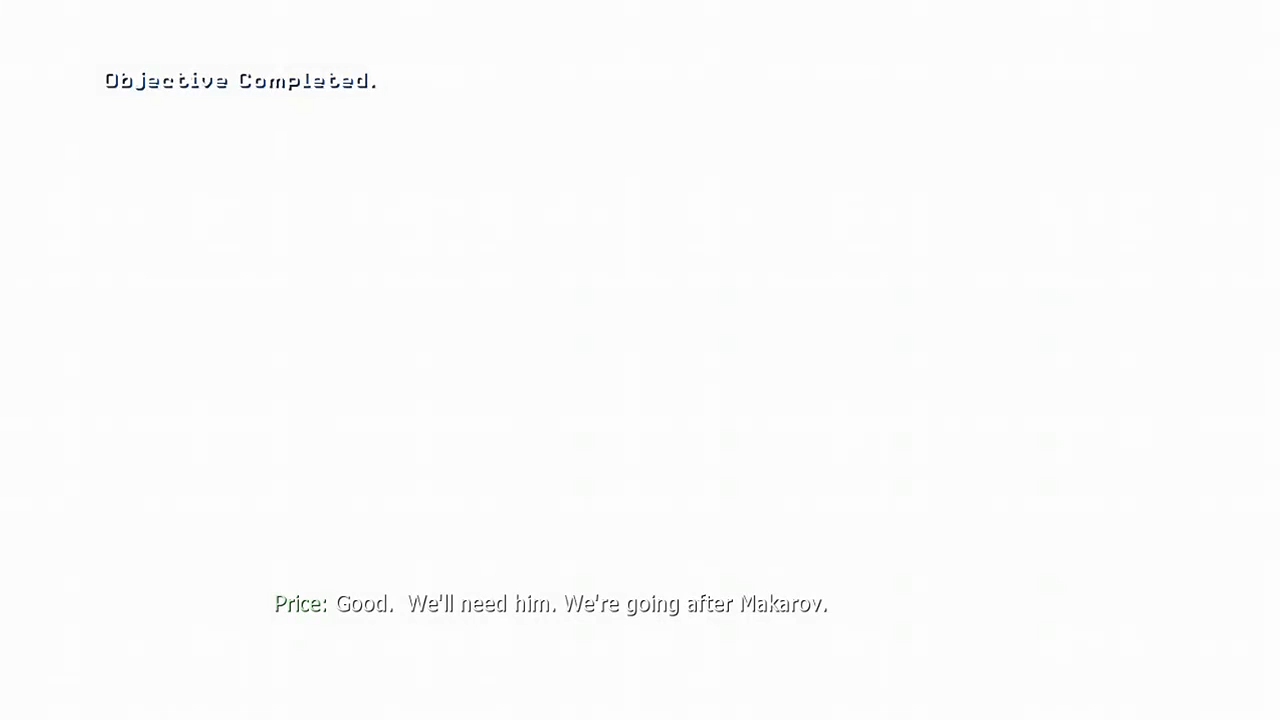 Objective Completed.
Price: Good.  We'll need him. We're going after Makarov.